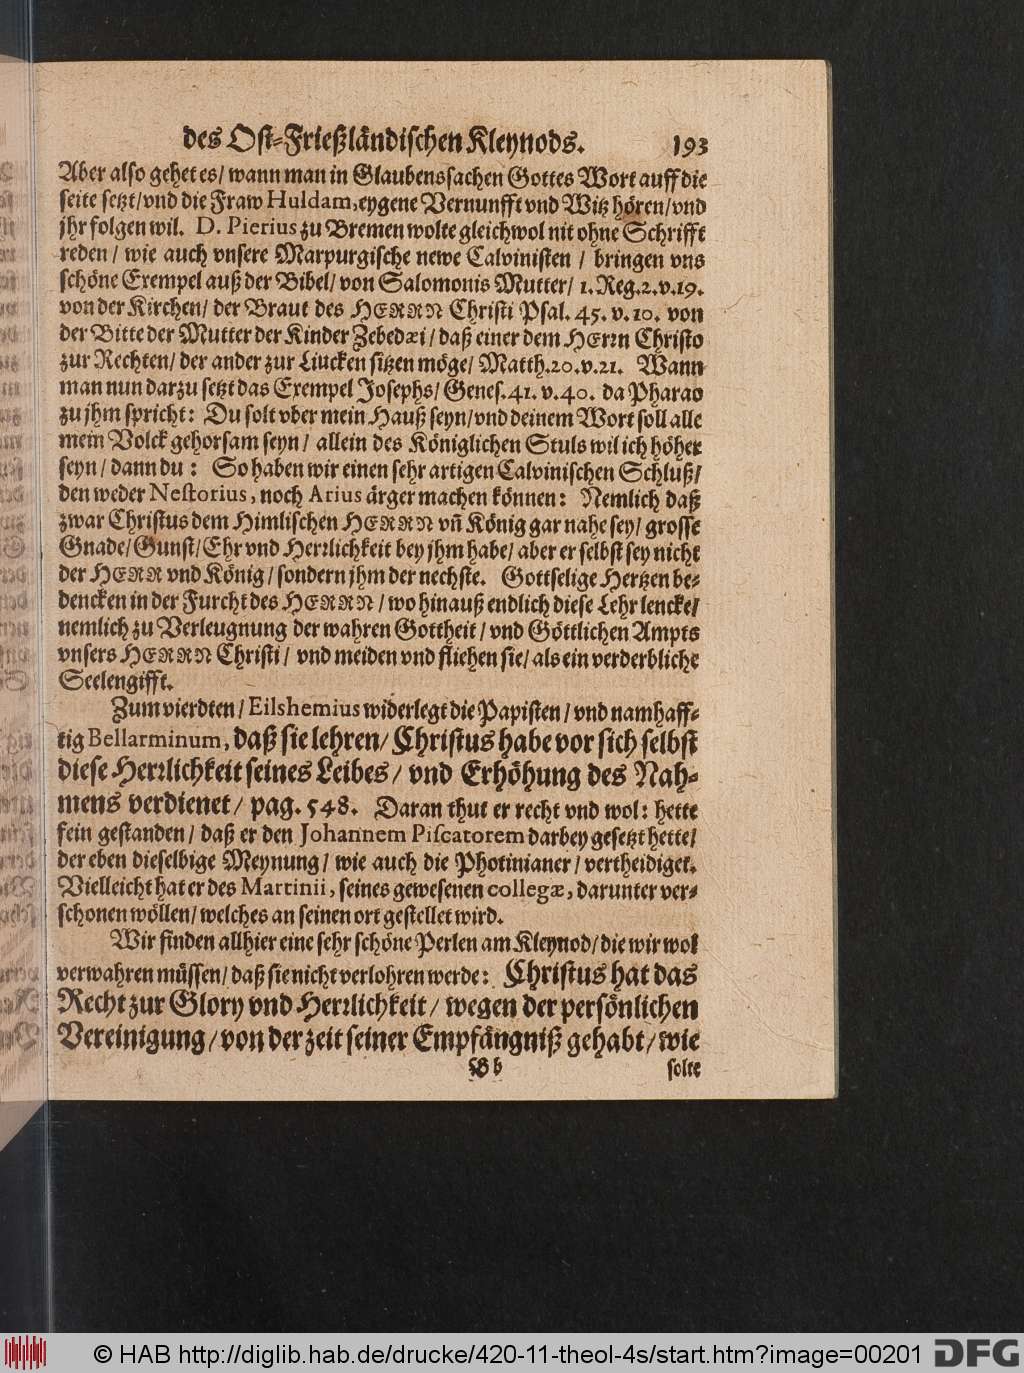 des Ost-Frießländischen Kleynods. 193
Aber also gehet es/ wann man in Glaubenssachen Gottes Wort auff die
seite setzt/vnd die Fraw Huldam, eygene Vernunfft vnd Witz hören/vnd
jhr folgen wil. D. Pierius zu Bremen wolte gleichwol nit ohne Schrifft
reden/ wie auch vnsere Marpurgische newe Calvinisten/ bringen vns
schöne Exempel auß der Bibel/ von Salomonis Mutter/ 1. Reg.2.v.19.
von der Kirchen/ der Braut des HERRN Christi Psal. 45. v. 10. von
der Bitte der Mutter der Kinder Zebedæi/ daß einer dem HErrn Christo
zur Rechten/ der ander zur Lincken sitzen möge/ Matth.20.v.21. Wann
man nun darzu setzt das Exempel Josephs/ Genes.41. v.40. da Pharao
zu jhm spricht: Du solt vber mein Hauß seyn/vnd deinem Wort soll alle
mein Volck gehorsam seyn/ allein des Königlichen Stuls wil ich höher
seyn/ dann du: So haben wir einen sehr artigen Calvinischen Schluß/
den weder Nestorius, noch Arius ärger machen können: Nemlich daß
zwar Christus dem Himlischen HERRN vñ König gar nahe sey/ grosse
Gnade/ Gunst/ Ehr vnd Herrlichkeit bey jhm habe/ aber er selbst sey nicht
der HERR vnd König/ sondern jhm der nechste. Gottselige Hertzen be-
dencken in der Furcht des HERRN/ wo hinauß endlich diese Lehr lencke/
nemlich zu Verleugnung der wahren Gottheit/ vnd Göttlichen Ampts
vnsers HERRN Christi/ vnd meiden vnd fliehen sie/ als ein verderbliche
Seelengifft.
Zum vierdten/ Eilshemius widerlegt die Papisten/ vnd namhaff-
tig Bellarminum, daß sie lehren/ Christus habe vor sich selbst
diese Herrlichkeit seines Leibes/ vnd Erhöhung des Nah-
mens verdienet/ pag. 548. Daran thut er recht vnd wol: hette
fein gestanden/ daß er den Johannem Piscatorem darbey gesetzt hette/
der eben dieselbige Meynung/ wie auch die Photinianer/ vertheidiget.
Vielleicht hat er des Martinii, seines gewesenen collegæ, darunter ver-
schonen wöllen/ welches an seinen ort gestellet wird.
Wir finden allhier eine sehr schöne Perlen am Kleynod/ die wir wol
verwahren müssen/ daß sie nicht verlohren werde: Christus hat das
Recht zur Glory vnd Herrlichkeit/ wegen der persönlichen
Vereinigung/ von der zeit seiner Empfängniß gehabt/ wie
B b solte
© HAB http://diglib.hab.de/drucke/420-11-theol-4s/start.htm?image=00201 DFG